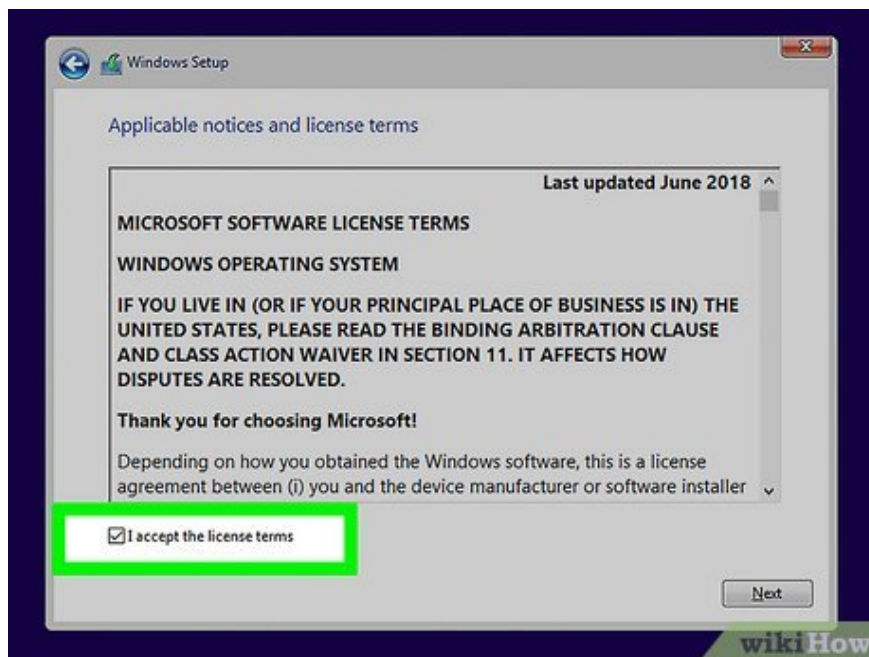 Windows Setup
Applicable notices and license terms
Last updated June 2018
MICROSOFT SOFTWARE LICENSE TERMS
WINDOWS OPERATING SYSTEM
IF YOU LIVE IN (OR IF YOUR PRINCIPAL PLACE OF BUSINESS IS IN) THE
UNITED STATES, PLEASE READ THE BINDING ARBITRATION CLAUSE
AND CLASS ACTION WAIVER IN SECTION 11. IT AFFECTS HOW
DISPUTES ARE RESOLVED.
Thank you for choosing Microsoft!
Depending on how you obtained the Windows software, this is a license
agreement between (i) you and the device manufacturer or software installer
I accept the license terms
Next
wikiHow